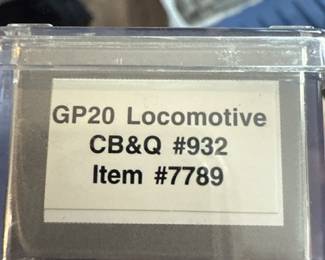 GP20 Locomotive
CB&Q #932
Item #7789